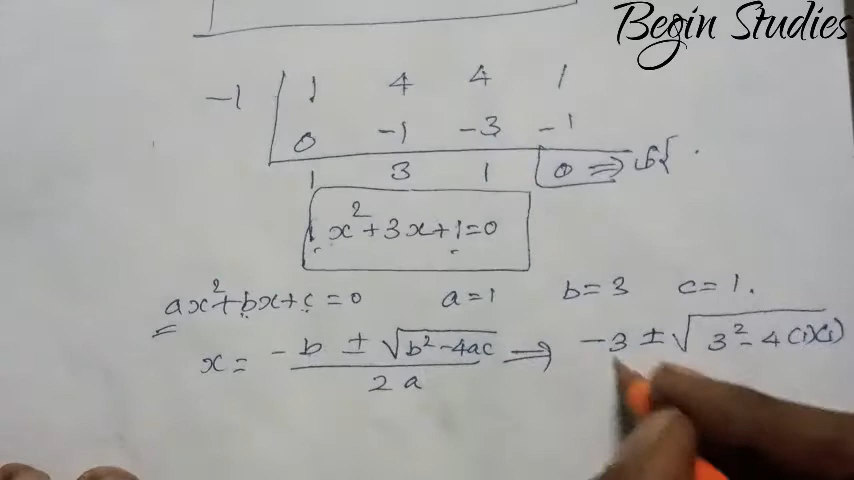 Begin Studies
-1 | 1 4 4 1
0 -1 -3 -1
1 3 1 0 ⇒
1x²+3x+1=0
ax²+bx+c=0 a=1 b=3 c=1.
x = -b ± √b²-4ac / 2a ⇒ -3 ± √3²-4(1)(1)